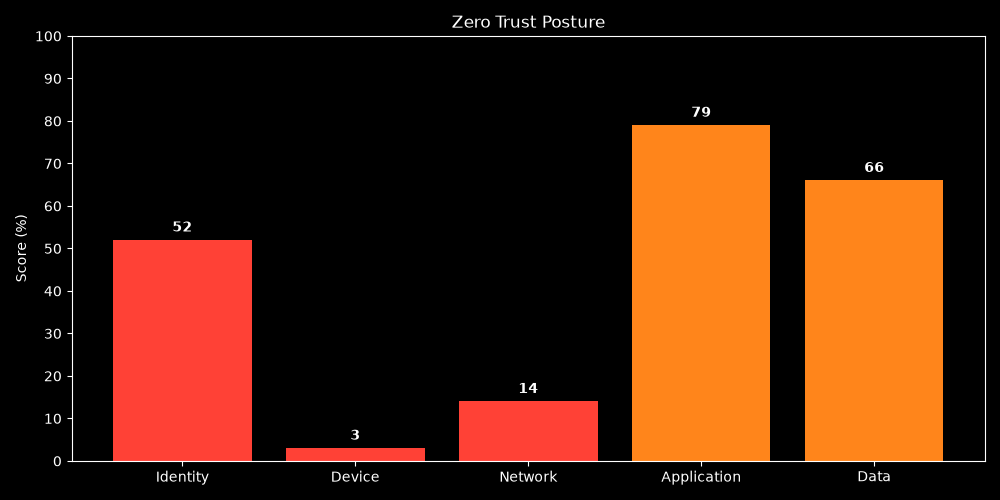 Zero Trust Posture
Score (%)
100
90
80
70
60
50
40
30
20
10
0
52
3
14
79
66
Identity
Device
Network
Application
Data